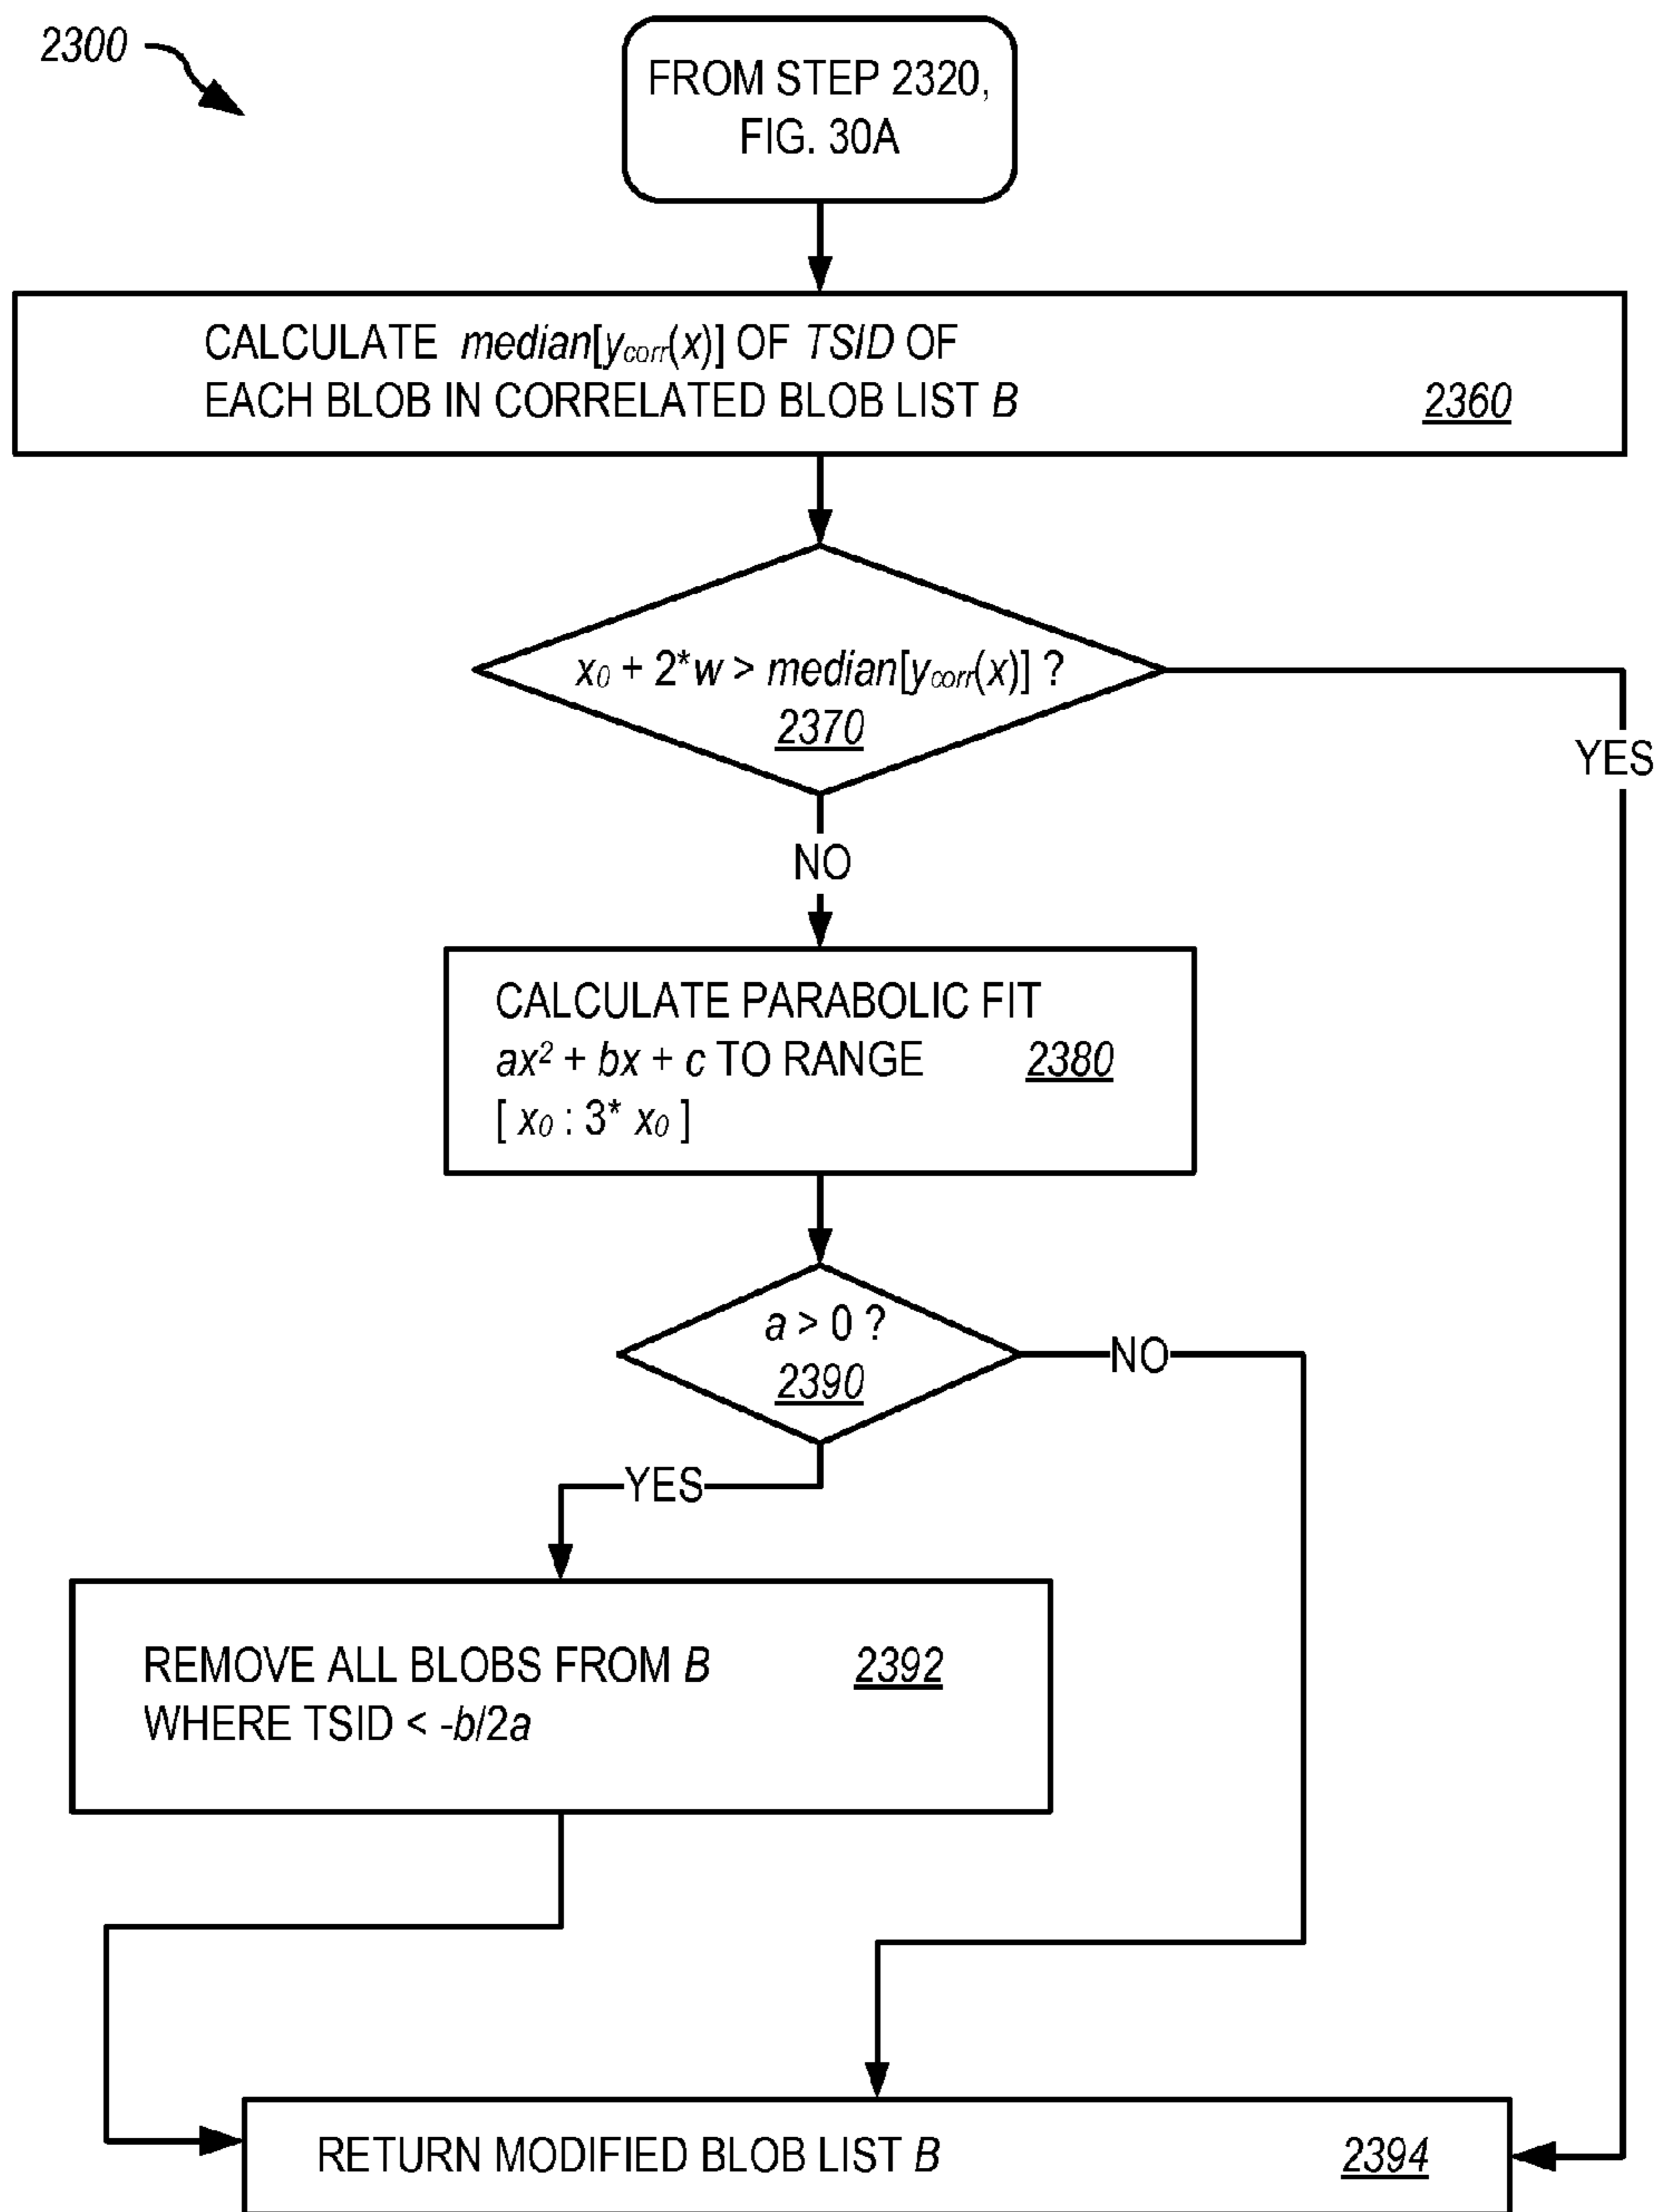 2300
FROM STEP 2320,
FIG. 30A
CALCULATE median[y_corr(x)] OF TSID OF
EACH BLOB IN CORRELATED BLOB LIST B 2360
x₀ + 2*w > median[y_corr(x)] ?
2370
YES
NO
CALCULATE PARABOLIC FIT
ax² + bx + c TO RANGE 2380
[ x₀ : 3* x₀ ]
a > 0 ?
2390
NO
YES
REMOVE ALL BLOBS FROM B 2392
WHERE TSID < -b/2a
RETURN MODIFIED BLOB LIST B 2394